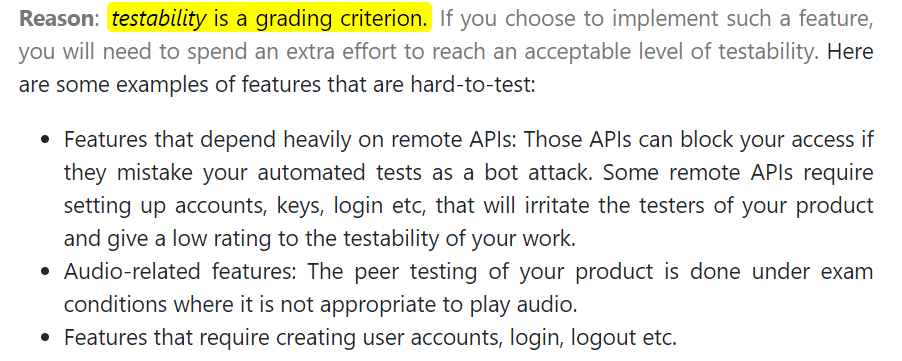 Reason: testability is a grading criterion. If you choose to implement such a feature,
you will need to spend an extra effort to reach an acceptable level of testability. Here
are some examples of features that are hard-to-test:
• Features that depend heavily on remote APIs: Those APIs can block your access if
they mistake your automated tests as a bot attack. Some remote APIs require
setting up accounts, keys, login etc, that will irritate the testers of your product
and give a low rating to the testability of your work.
• Audio-related features: The peer testing of your product is done under exam
conditions where it is not appropriate to play audio.
• Features that require creating user accounts, login, logout etc.